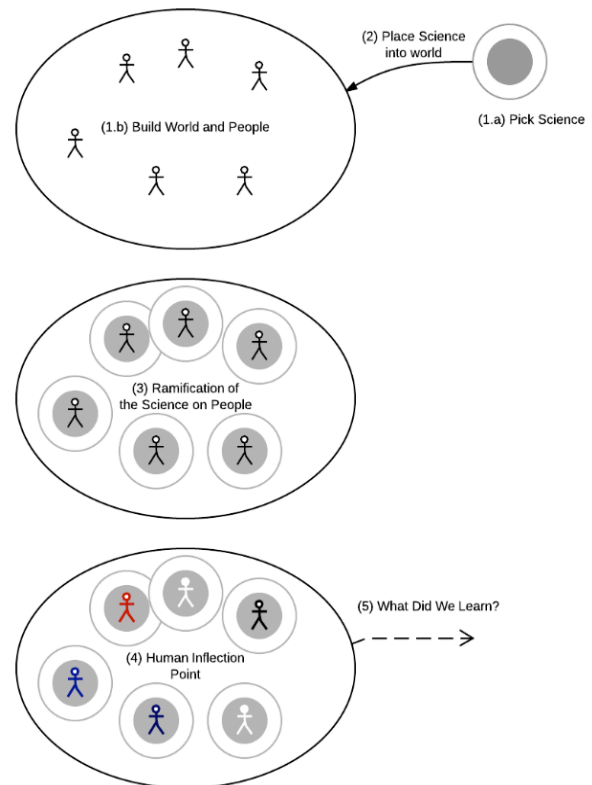 (2) Place Science
into world
(1.b) Build World and People
(1.a) Pick Science
(3) Ramification of
the Science on People
(5) What Did We Learn?
(4) Human Inflection
Point